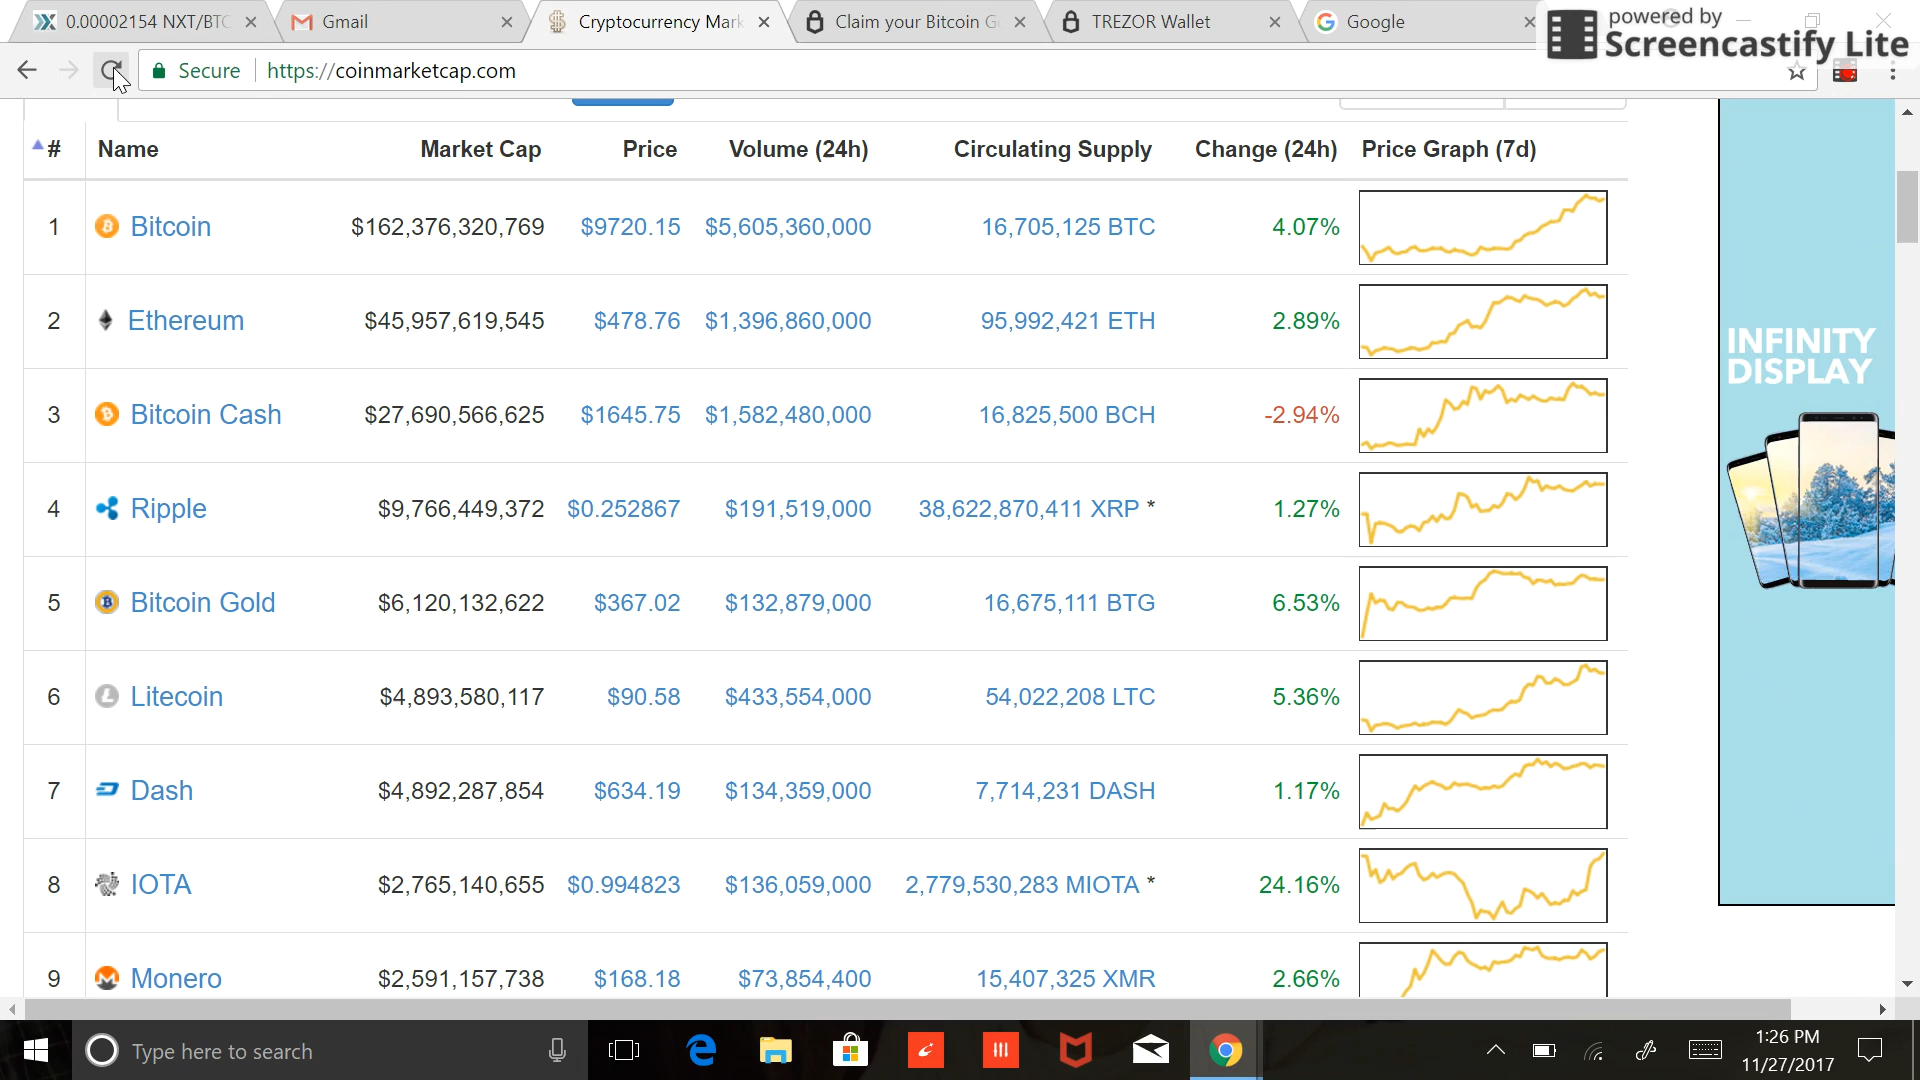 0.00002154 NXT/BTC
Gmail
Cryptocurrency Mark
Claim your Bitcoin G
TREZOR Wallet
Google
powered by
Screencastify Lite
Secure
https://coinmarketcap.com
# Name Market Cap Price Volume (24h) Circulating Supply Change (24h) Price Graph (7d)
1 Bitcoin $162,376,320,769 $9720.15 $5,605,360,000 16,705,125 BTC 4.07%
2 Ethereum $45,957,619,545 $478.76 $1,396,860,000 95,992,421 ETH 2.89%
3 Bitcoin Cash $27,690,566,625 $1645.75 $1,582,480,000 16,825,500 BCH -2.94%
4 Ripple $9,766,449,372 $0.252867 $191,519,000 38,622,870,411 XRP * 1.27%
5 Bitcoin Gold $6,120,132,622 $367.02 $132,879,000 16,675,111 BTG 6.53%
6 Litecoin $4,893,580,117 $90.58 $433,554,000 54,022,208 LTC 5.36%
7 Dash $4,892,287,854 $634.19 $134,359,000 7,714,231 DASH 1.17%
8 IOTA $2,765,140,655 $0.994823 $136,059,000 2,779,530,283 MIOTA * 24.16%
9 Monero $2,591,157,738 $168.18 $73,854,400 15,407,325 XMR 2.66%
INFINITY
DISPLAY
Type here to search
1:26 PM
11/27/2017